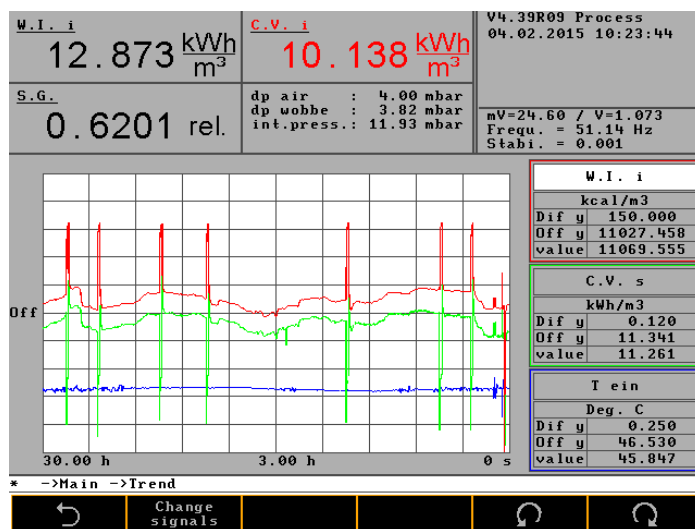 W.I. i
12.873 kWh/m³
C.V. i
10.138 kWh/m³
V4.39R09 Process
04.02.2015 10:23:44
S.G.
0.6201 rel.
dp air : 4.00 mbar
dp wobbe : 3.82 mbar
int.press.: 11.93 mbar
mV=24.60 / V=1.073
Frequ. = 51.14 Hz
Stabi. = 0.001
Off
30.00 h 3.00 h 0 s
W.I. i
kcal/m3
Dif y 150.000
Off y 11027.458
value 11069.555
C.V. s
kWh/m3
Dif y 0.120
Off y 11.341
value 11.261
T ein
Deg. C
Dif y 0.250
Off y 46.530
value 45.847
* ->Main ->Trend
Change
signals